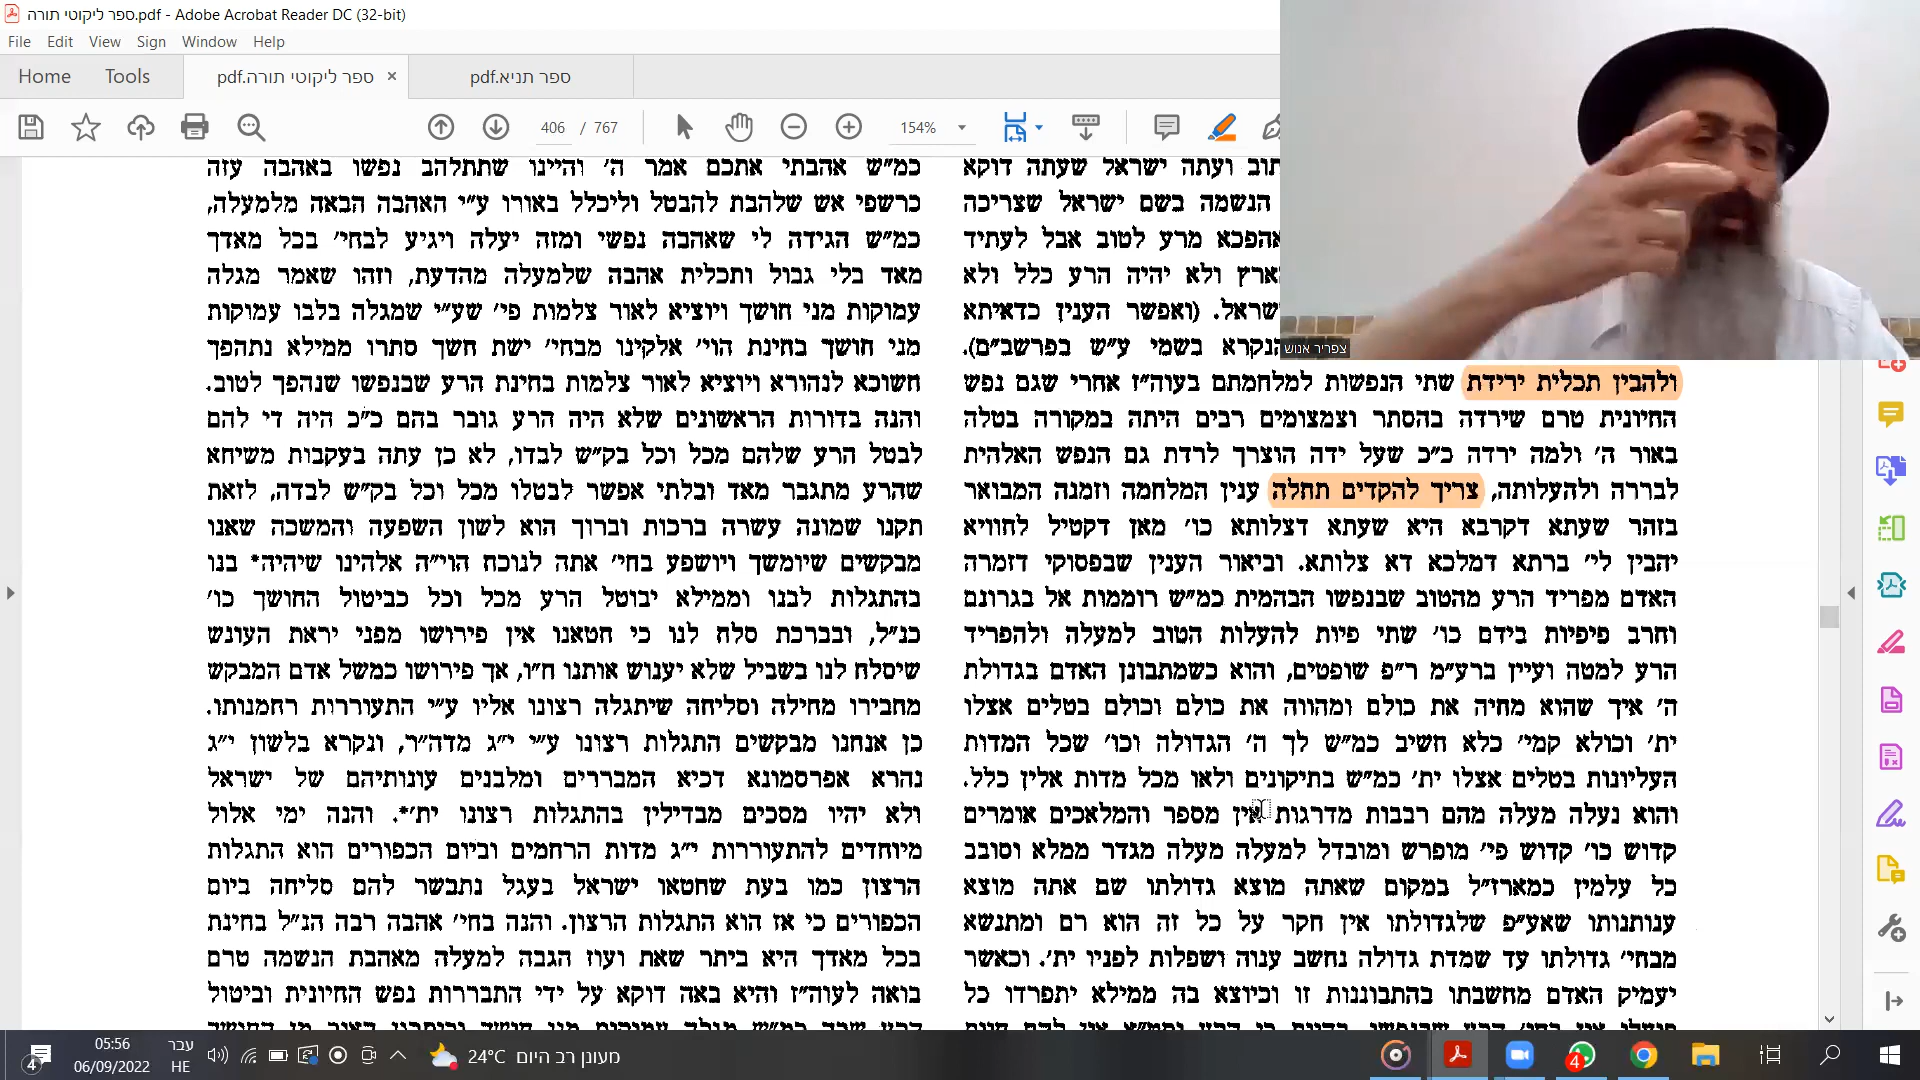 ספר ליקוטי תורה.pdf - Adobe Acrobat Reader DC (32-bit)
File Edit View Sign Window Help
Home Tools ספר ליקוטי תורה.pdf × ספר תניא.pdf
406 / 767 154%
תוב ועתה ישראל שעתה דוקא
הנשמה בשם ישראל שצריכה
אהפכא מרע לטוב אבל לעתיד
ארץ ולא יהיה הרע כלל ולא
שראל. (ואפשר הענין כדאיתא
הנקרא בשמי ע״ש בפרשב״ם).
ולהבין תכלית ירידת שתי הנפשות למלחמתם בעוה״ז אחרי שגם נפש
החיונית טרם שירדה בהסתר וצמצומים רבים היתה במקורה בטלה
באור ה׳ ולמה ירדה כ״כ שעל ידה הוצרך לרדת גם הנפש האלהית
לבררה ולהעלותה, צריך להקדים תחלה ענין המלחמה וזמנה המבואר
בזהר שעתא דקרבא היא שעתא דצלותא כו׳ מאן דקטיל לחוויא
יהבין לי׳ ברתא דמלכא דא צלותא. וביאור הענין שבפסוקי דזמרה
האדם מפריד הרע מהטוב שבנפשו הבהמית כמ״ש רוממות אל בגרונם
וחרב פיפיות בידם כו׳ שתי פיות להעלות הטוב למעלה ולהפריד
הרע למטה ועיין ברע״מ ר״פ שופטים, והוא כשמתבונן האדם בגדולת
ה׳ איך שהוא מחיה את כולם ומהווה את כולם וכולם בטלים אצלו
ית׳ וכולא קמי׳ כלא חשיב כמ״ש לך ה׳ הגדולה וכו׳ שכל המדות
העליונות בטלים אצלו ית׳ כמ״ש בתיקונים ולאו מכל מדות אלין כלל.
והוא נעלה מעלה מהם רבבות מדרגות אין מספר והמלאכים אומרים
קדוש כו׳ קדוש פי׳ מופרש ומובדל למעלה מעלה מגדר ממלא וסובב
כל עלמין כמארז״ל במקום שאתה מוצא גדולתו שם אתה מוצא
ענותנותו שאע״פ שלגדולתו אין חקר על כל זה הוא רם ומתנשא
מבחי׳ גדולתו עד שמדת גדולה נחשב ענוה ושפלות לפניו ית׳. וכאשר
יעמיק האדם מחשבתו בהתבוננות זו וכיוצא בה ממילא יתפרדו כל
כמ״ש אהבתי אתכם אמר ה׳ והיינו שתתלהב נפשו באהבה עזה
כרשפי אש שלהבת להבטל וליכלל באורו ע״י האהבה הבאה מלמעלה,
כמ״ש הגידה לי שאהבה נפשי ומזה יעלה ויגיע לבחי׳ בכל מאדך
מאד בלי גבול ותכלית אהבה שלמעלה מהדעת, וזהו שאמר מגלה
עמוקות מני חושך ויוציא לאור צלמות פי׳ שע״י שמגלה בלבו עמוקות
מני חושך בחינת הוי׳ אלקינו מבחי׳ ישת חשך סתרו ממילא נתהפך
חשוכא לנהורא ויוציא לאור צלמות בחינת הרע שבנפשו שנהפך לטוב.
והנה בדורות הראשונים שלא היה הרע גובר בהם כ״כ היה די להם
לבטל הרע שלהם מכל וכל בק״ש לבדו, לא כן עתה בעקבות משיחא
שהרע מתגבר מאד ובלתי אפשר לבטלו מכל וכל בק״ש לבדה, לזאת
תקנו שמונה עשרה ברכות וברוך הוא לשון השפעה והמשכה שאנו
מבקשים שיומשך ויושפע בחי׳ אתה לנוכח הוי״ה אלהינו שיהיה* בנו
בהתגלות לבנו וממילא יבוטל הרע מכל וכל כביטול החושך כו׳
כנ״ל, ובברכת סלח לנו כי חטאנו אין פירושו מפני יראת העונש
שיסלח לנו בשביל שלא יענוש אותנו ח״ו, אך פירושו כמשל אדם המבקש
מחבירו מחילה וסליחה שיתגלה רצונו אליו ע״י התעוררות רחמנותו.
כן אנחנו מבקשים התגלות רצונו ע״י י״ג מדה״ר, ונקרא בלשון י״ג
נהרא אפרסמונא דכיא המבררים ומלבנים עונותיהם של ישראל
ולא יהיו מסכים מבדילין בהתגלות רצונו ית׳*. והנה ימי אלול
מיוחדים להתעוררות י״ג מדות הרחמים וביום הכפורים הוא התגלות
הרצון כמו בעת שחטאו ישראל בעגל נתבשר להם סליחה ביום
הכפורים כי אז הוא התגלות הרצון. והנה בחי׳ אהבה רבה הנ״ל בחינת
בכל מאדך היא ביתר שאת ועוז הגבה למעלה מאהבת הנשמה טרם
בואה לעוה״ז והיא באה דוקא על ידי התבררות נפש החיונית וביטול
צפריר אנוש
05:56
06/09/2022
עבר
HE
24°C מעונן רב היום
4
4